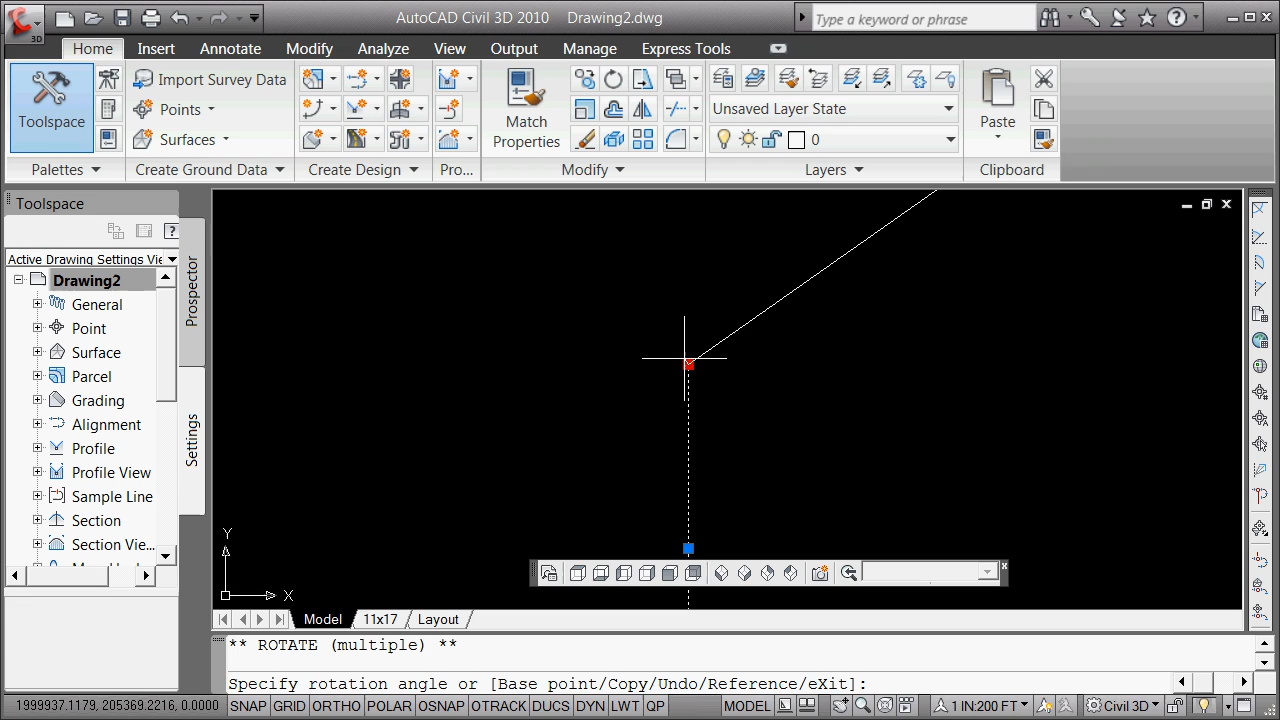 AutoCAD Civil 3D 2010 Drawing2.dwg
Type a keyword or phrase
3D
Home Insert Annotate Modify Analyze View Output Manage Express Tools
Toolspace
Import Survey Data
Points
Surfaces
Match
Properties
Unsaved Layer State
0
Paste
Palettes
Create Ground Data
Create Design
Pro...
Modify
Layers
Clipboard
Toolspace
Active Drawing Settings Vie
Drawing2
General
Point
Surface
Parcel
Grading
Alignment
Profile
Profile View
Sample Line
Section
Section Vie...
Prospector
Settings
Y
X
Model 11x17 Layout
** ROTATE (multiple) **
Specify rotation angle or [Base point/Copy/Undo/Reference/eXit]:
1999937.1179, 205369.2216, 0.0000 SNAP GRID ORTHO POLAR OSNAP OTRACK DUCS DYN LWT QP MODEL 1 IN:200 FT Civil 3D